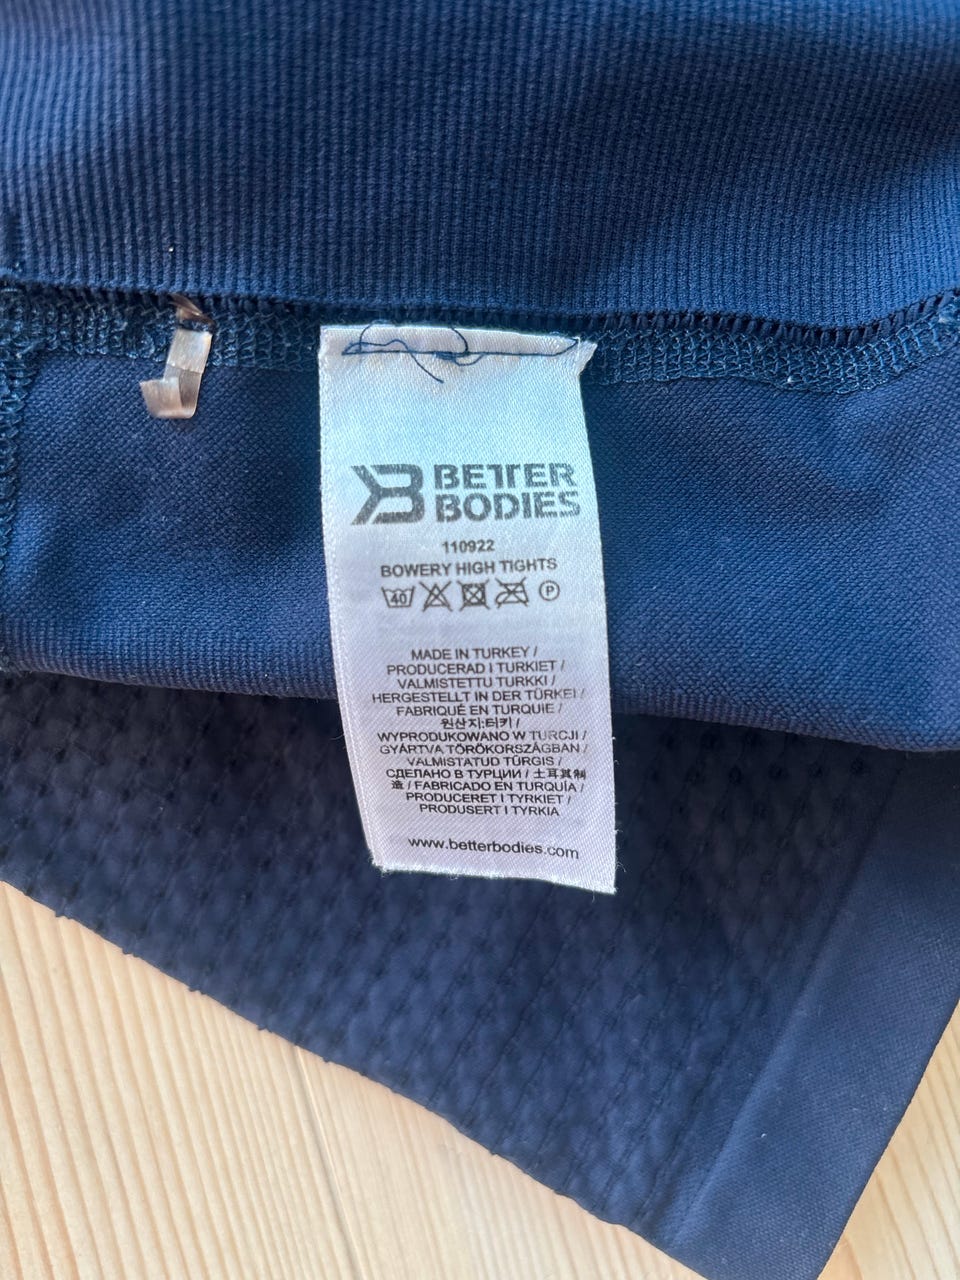 BETTER
BODIES
110922
BOWERY HIGH TIGHTS
40 P
MADE IN TURKEY /
PRODUCERAD I TURKIET /
VALMISTETTU TURKKI /
HERGESTELLT IN DER TÜRKEI /
FABRIQUÉ EN TURQUIE /
원산지:터키 /
WYPRODUKOWANO W TURCJI /
GYÁRTVA TÖRÖKORSZÁGBAN /
VALMISTATUD TÜRGIS /
СДЕЛАНО В ТУРЦИИ / 土耳其制
造 / FABRICADO EN TURQUÍA /
PRODUCERET I TYRKIET /
PRODUSERT I TYRKIA
www.betterbodies.com